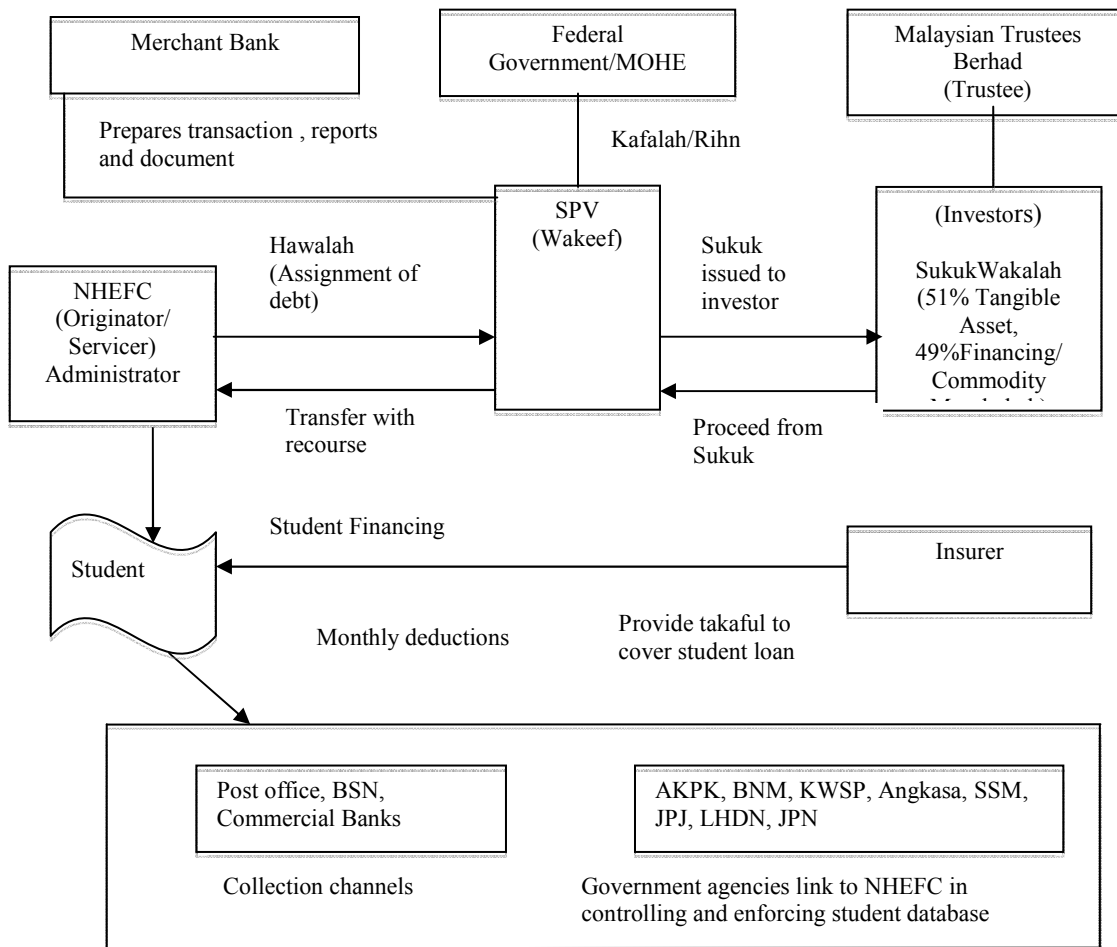 Merchant Bank
Federal
Government/MOHE
Malaysian Trustees
Berhad
(Trustee)
Prepares transaction , reports
and document
Kafalah/Rihn
SPV
(Wakeef)
(Investors)
SukukWakalah
(51% Tangible
Asset,
49%Financing/
Commodity
Hawalah
(Assignment of
debt)
Sukuk
issued to
investor
NHEFC
(Originator/
Servicer)
Administrator
Transfer with
recourse
Proceed from
Sukuk
Student Financing
Student
Insurer
Monthly deductions
Provide takaful to
cover student loan
Post office, BSN,
Commercial Banks
AKPK, BNM, KWSP, Angkasa, SSM,
JPJ, LHDN, JPN
Collection channels
Government agencies link to NHEFC in
controlling and enforcing student database